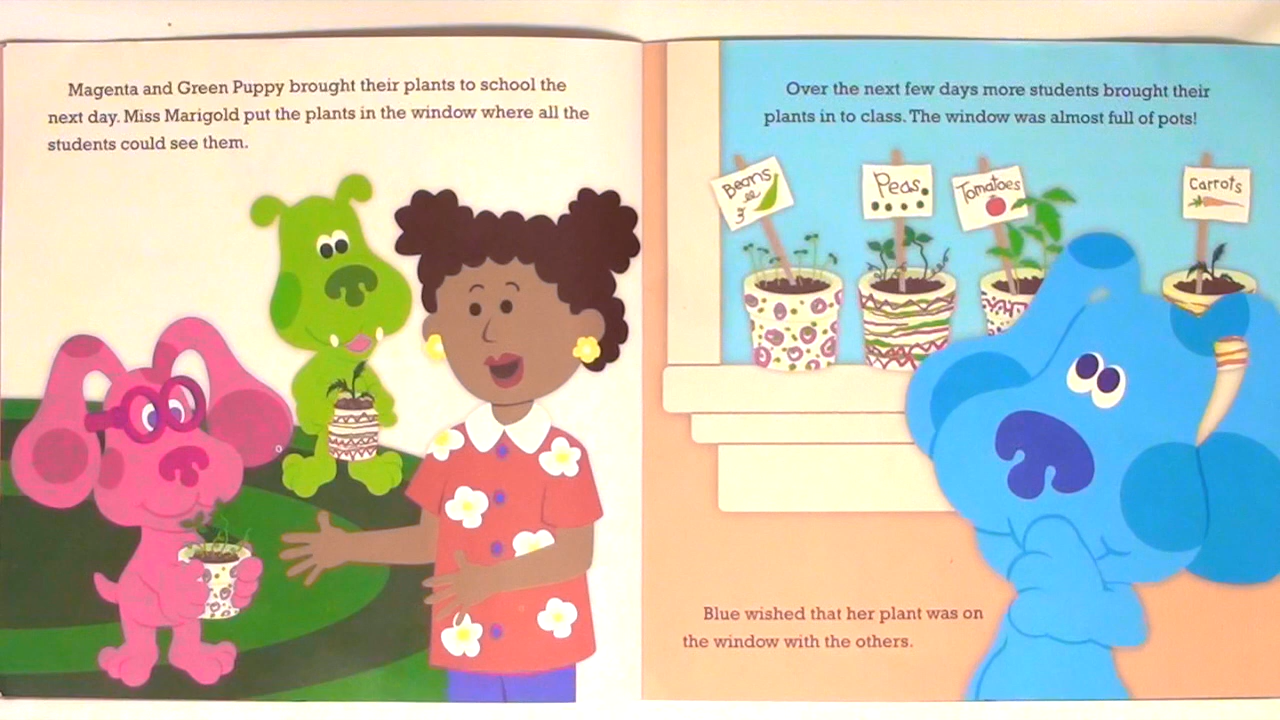 Magenta and Green Puppy brought their plants to school the
next day. Miss Marigold put the plants in the window where all the
students could see them.
Over the next few days more students brought their
plants in to class. The window was almost full of pots!
Beans
Peas
Tomatoes
Carrots
Blue wished that her plant was on
the window with the others.